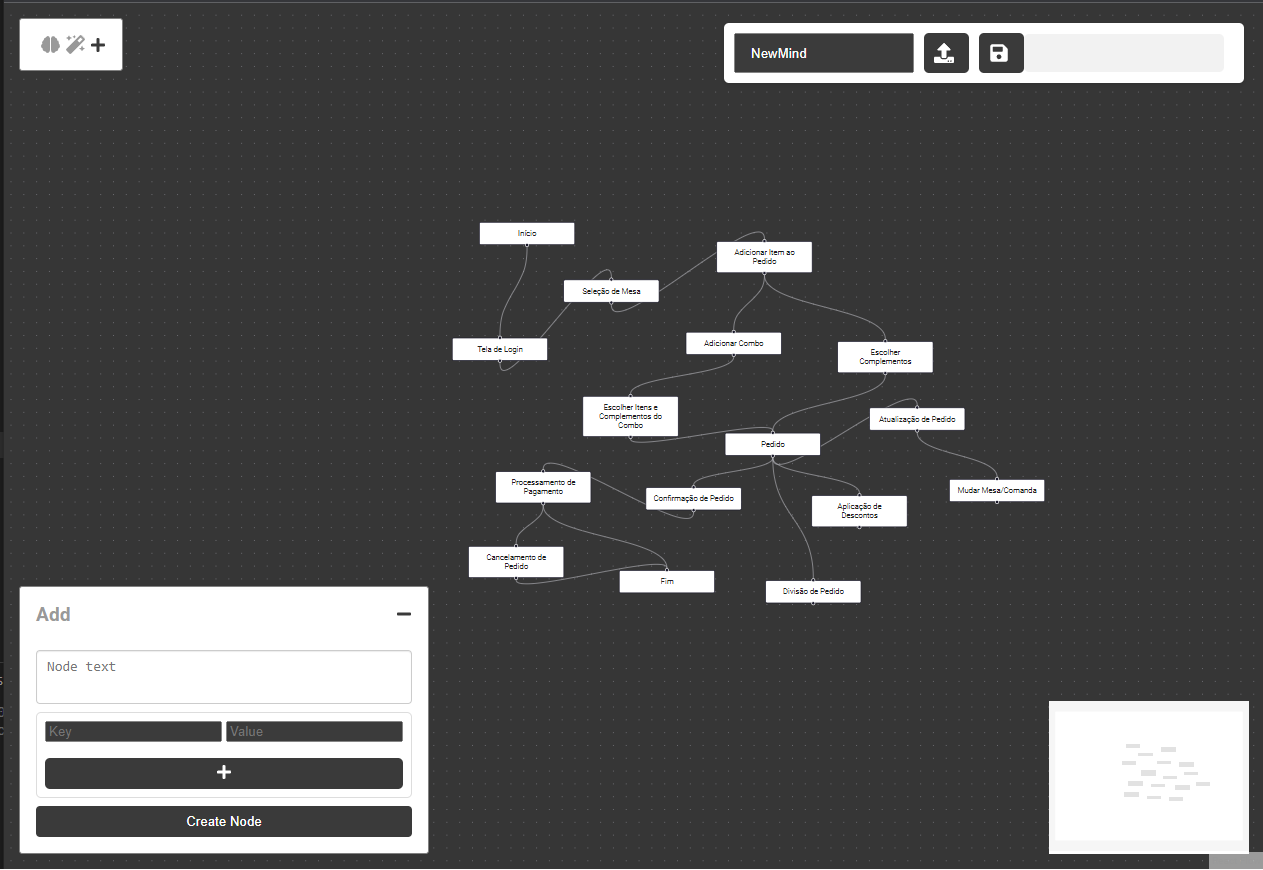 NewMind
Início
Adicionar Item ao
Pedido
Seleção de Mesa
Tela de Login
Adicionar Combo
Escolher
Complementos
Escolher Itens e
Complementos do
Combo
Atualização de Pedido
Pedido
Processamento de
Pagamento
Confirmação de Pedido
Mudar Mesa/Comanda
Aplicação de
Descontos
Cancelamento de
Pedido
Fim
Divisão de Pedido
Add
Node text
Key
Value
Create Node